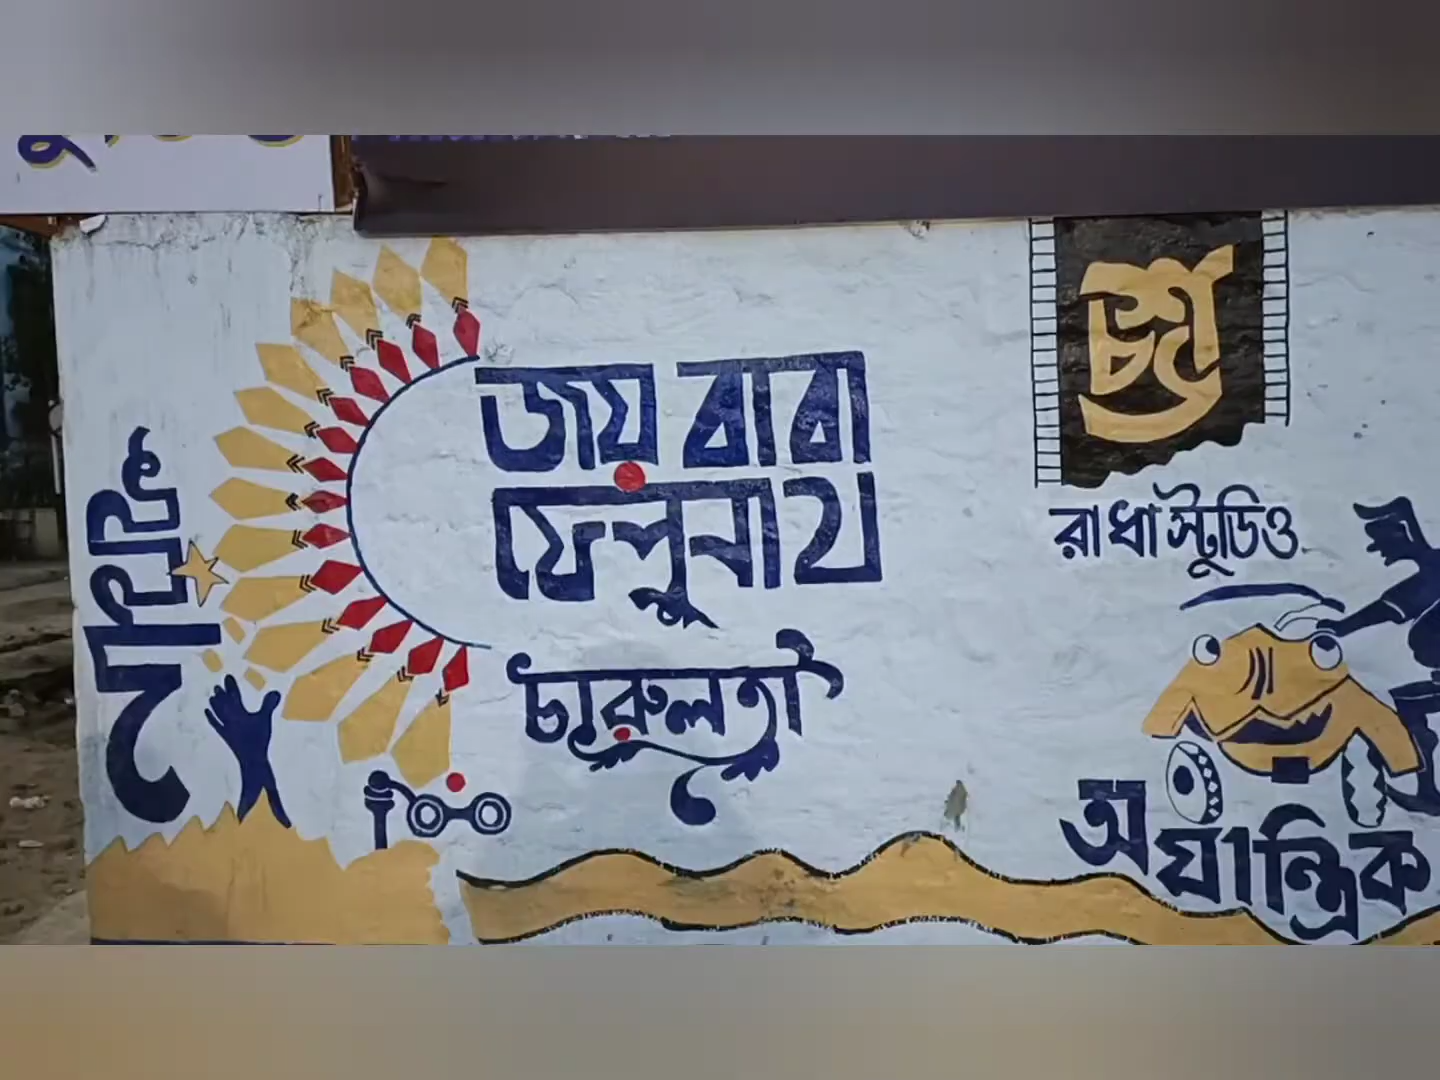 জয় বাবা
ফেলুনাথ
চারুলতা
রাধা স্টুডিও
অযান্ত্রিক